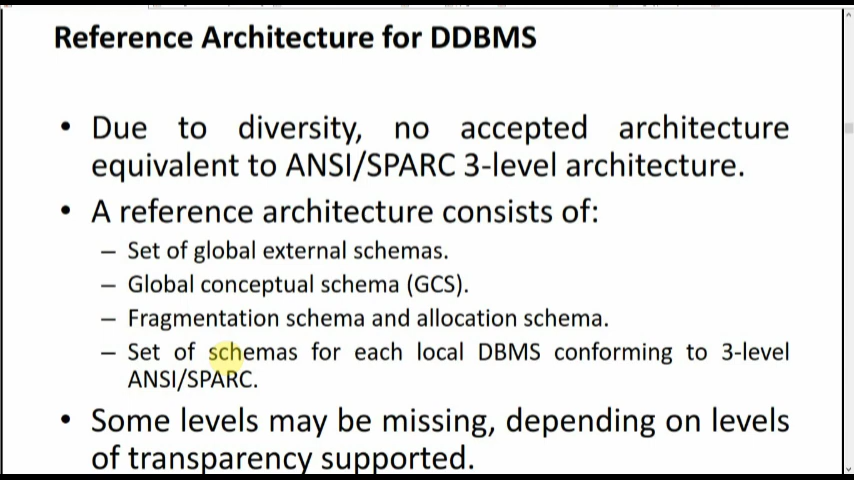 Reference Architecture for DDBMS
• Due to diversity, no accepted architecture
equivalent to ANSI/SPARC 3-level architecture.
• A reference architecture consists of:
– Set of global external schemas.
– Global conceptual schema (GCS).
– Fragmentation schema and allocation schema.
– Set of schemas for each local DBMS conforming to 3-level
ANSI/SPARC.
• Some levels may be missing, depending on levels
of transparency supported.